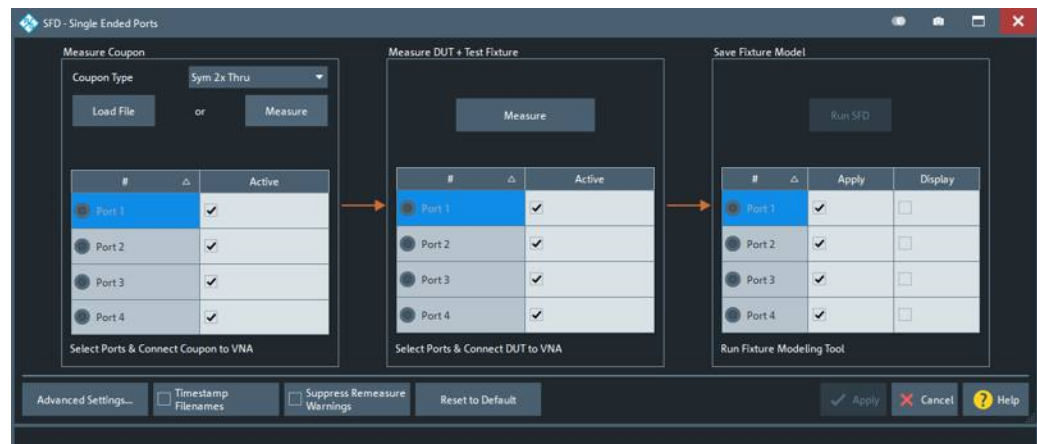 SFD - Single Ended Ports
Measure Coupon
Coupon Type
Sym 2x Thru
Load File
or
Measure
# Active
Port 1
Port 2
Port 3
Port 4
Select Ports & Connect Coupon to VNA
Measure DUT + Test Fixture
Measure
# Active
Port 1
Port 2
Port 3
Port 4
Select Ports & Connect DUT to VNA
Save Fixture Model
Run SFD
# Apply Display
Port 1
Port 2
Port 3
Port 4
Run Fixture Modeling Tool
Advanced Settings...
Timestamp
Filenames
Suppress Remeasure
Warnings
Reset to Default
Apply
Cancel
? Help